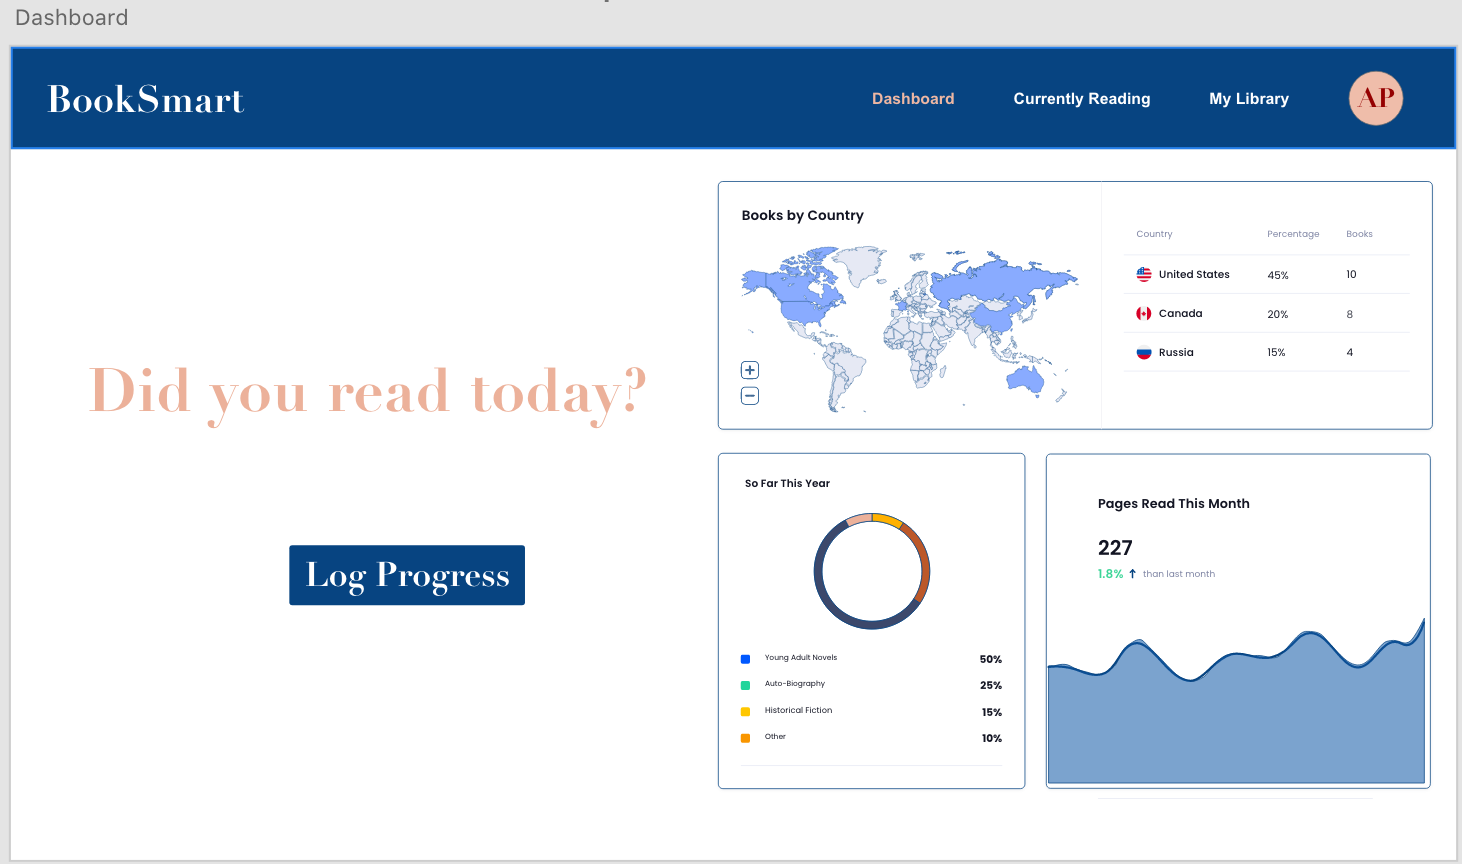 Dashboard
BookSmart
Dashboard Currently Reading My Library AP
Did you read today?
Log Progress
Books by Country
Country Percentage Books
United States 45% 10
Canada 20% 8
Russia 15% 4
So Far This Year
Young Adult Novels 50%
Auto-Biography 25%
Historical Fiction 15%
Other 10%
Pages Read This Month
227
1.8% ↑ than last month